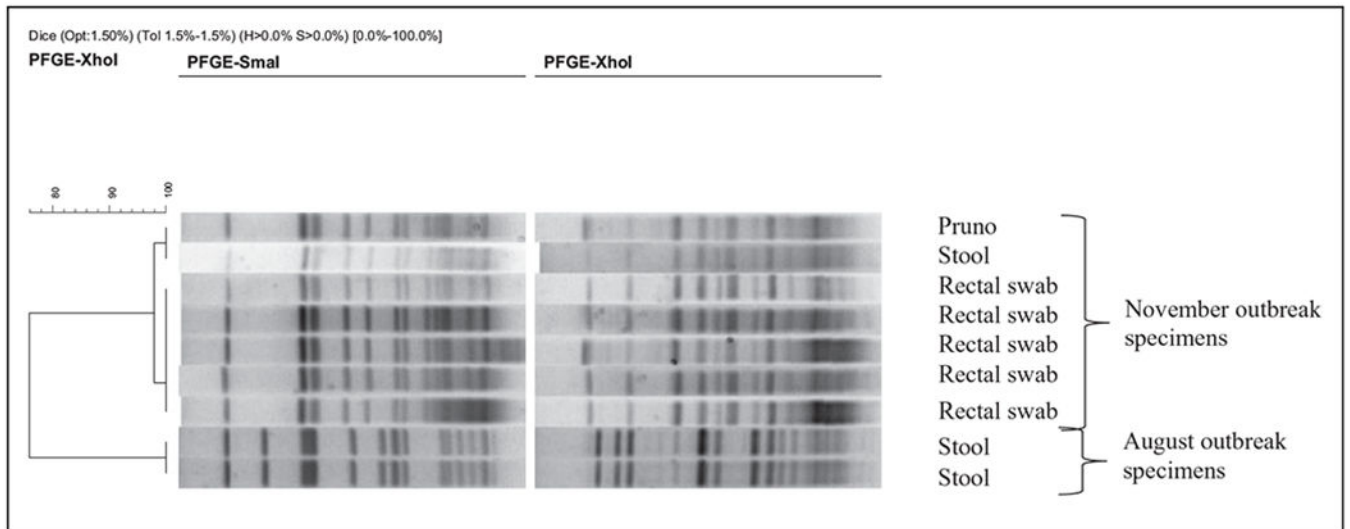 Dice (Opt:1.50%) (Tol 1.5%-1.5%) (H>0.0% S>0.0%) [0.0%-100.0%]
PFGE-XhoI PFGE-SmaI PFGE-XhoI
80 90 100
Pruno
Stool
Rectal swab
Rectal swab
Rectal swab
Rectal swab
Rectal swab
November outbreak
specimens
Stool
Stool
August outbreak
specimens